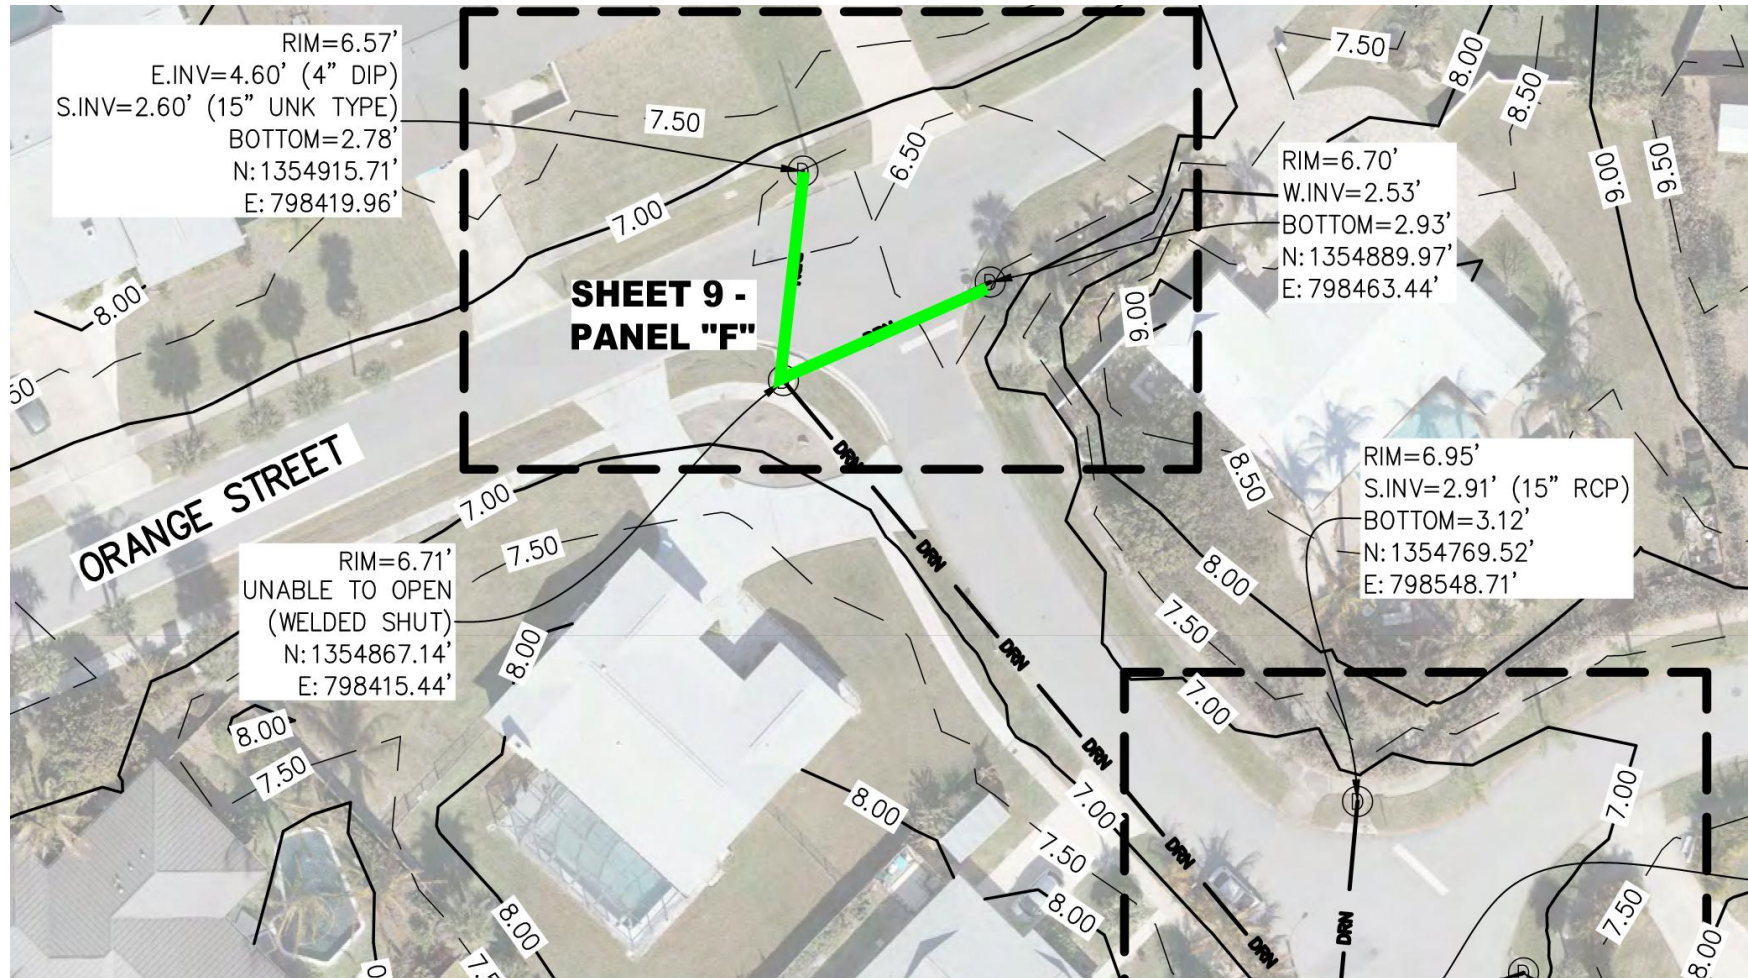 RIM=6.57'
E.INV=4.60' (4" DIP)
S.INV=2.60' (15" UNK TYPE)
BOTTOM=2.78'
N:1354915.71'
E:798419.96'
7.50
6.50
7.00
8.00
7.50
8.00
8.50
9.00
9.50
RIM=6.70'
W.INV=2.53'
BOTTOM=2.93'
N:1354889.97'
E:798463.44'
SHEET 9 -
PANEL "F"
9.00
D
D
D
DRN
ORANGE STREET
7.00
7.50
8.50
8.00
7.50
7.00
RIM=6.95'
S.INV=2.91' (15" RCP)
BOTTOM=3.12'
N:1354769.52'
E:798548.71'
RIM=6.71'
UNABLE TO OPEN
(WELDED SHUT)
N:1354867.14'
E:798415.44'
DRN
DRN
DRN
8.00
8.00
7.50
8.00
7.00
7.50
8.00
8.00
D
7.00
7.50
8.00
DRN
DRN
DRN
D